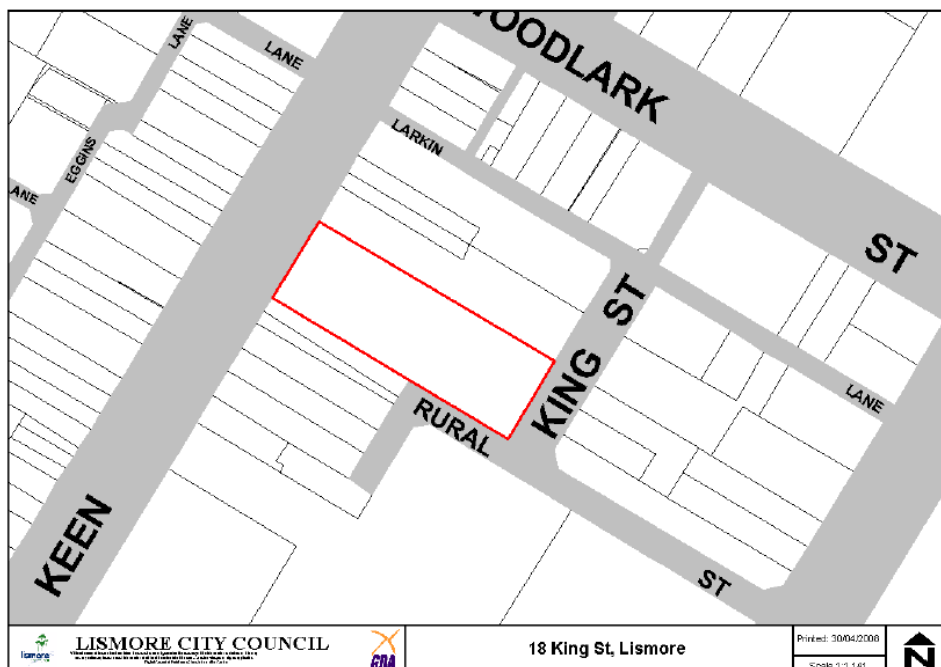 WOODLARK
ST
LANE
LANE
LARKIN
EGGINS
LANE
KING ST
LANE
RURAL
ST
KEEN
LISMORE CITY COUNCIL
lismore
18 King St, Lismore
Printed: 30/04/2008
N